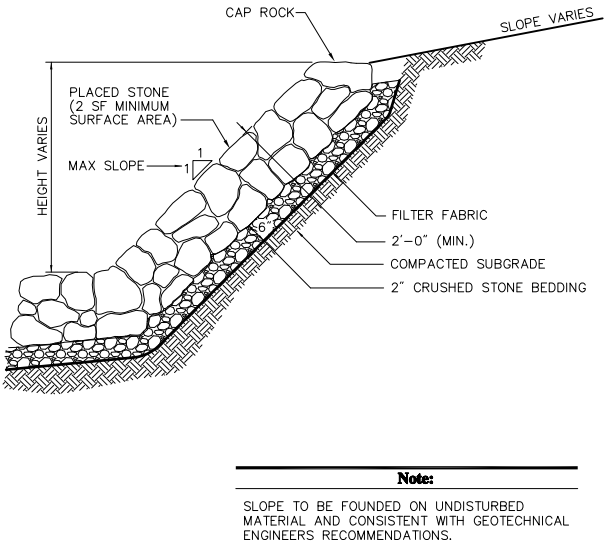 CAP ROCK
SLOPE VARIES
PLACED STONE
(2 SF MINIMUM
SURFACE AREA)
1
1
MAX SLOPE
HEIGHT VARIES
6"
FILTER FABRIC
2'-0" (MIN.)
COMPACTED SUBGRADE
2" CRUSHED STONE BEDDING
Note:
SLOPE TO BE FOUNDED ON UNDISTURBED
MATERIAL AND CONSISTENT WITH GEOTECHNICAL
ENGINEERS RECOMMENDATIONS.